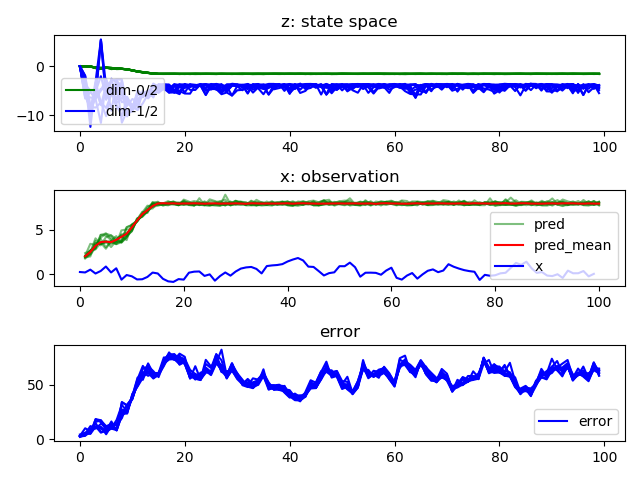 z: state space
0
−10
dim-0/2
dim-1/2
0 20 40 60 80 100
x: observation
5
0
pred
pred_mean
x
0 20 40 60 80 100
error
50
0
error
0 20 40 60 80 100